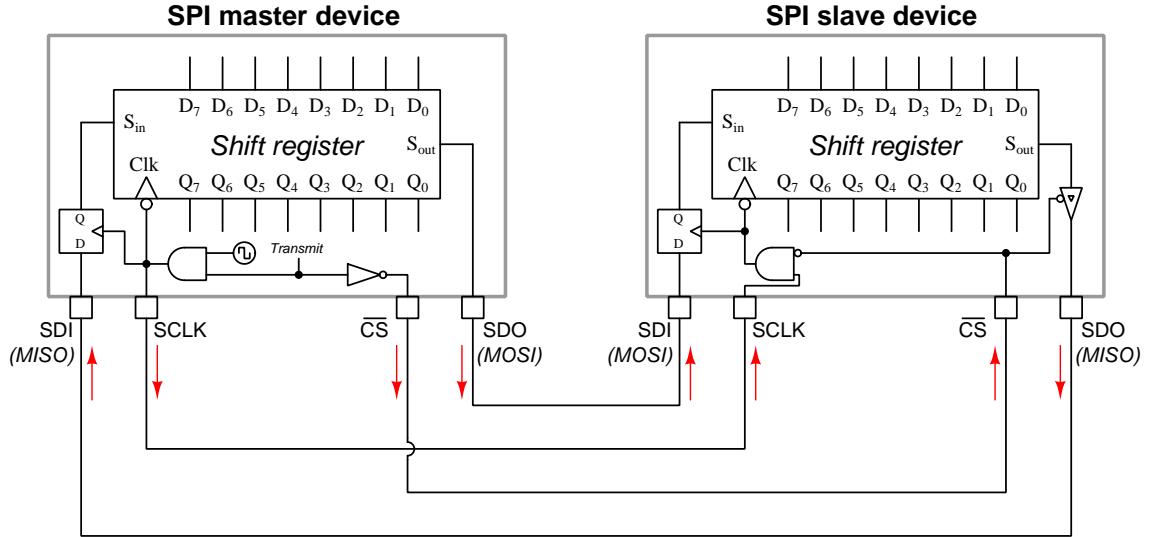 SPI master device
SPI slave device
D7 D6 D5 D4 D3 D2 D1 D0
Sin
Shift register
Sout
Clk
Q7 Q6 Q5 Q4 Q3 Q2 Q1 Q0
Q
D
Transmit
D7 D6 D5 D4 D3 D2 D1 D0
Sin
Shift register
Sout
Clk
Q7 Q6 Q5 Q4 Q3 Q2 Q1 Q0
Q
D
SDI
(MISO)
SCLK
CS
SDO
(MOSI)
SDI
(MOSI)
SCLK
CS
SDO
(MISO)